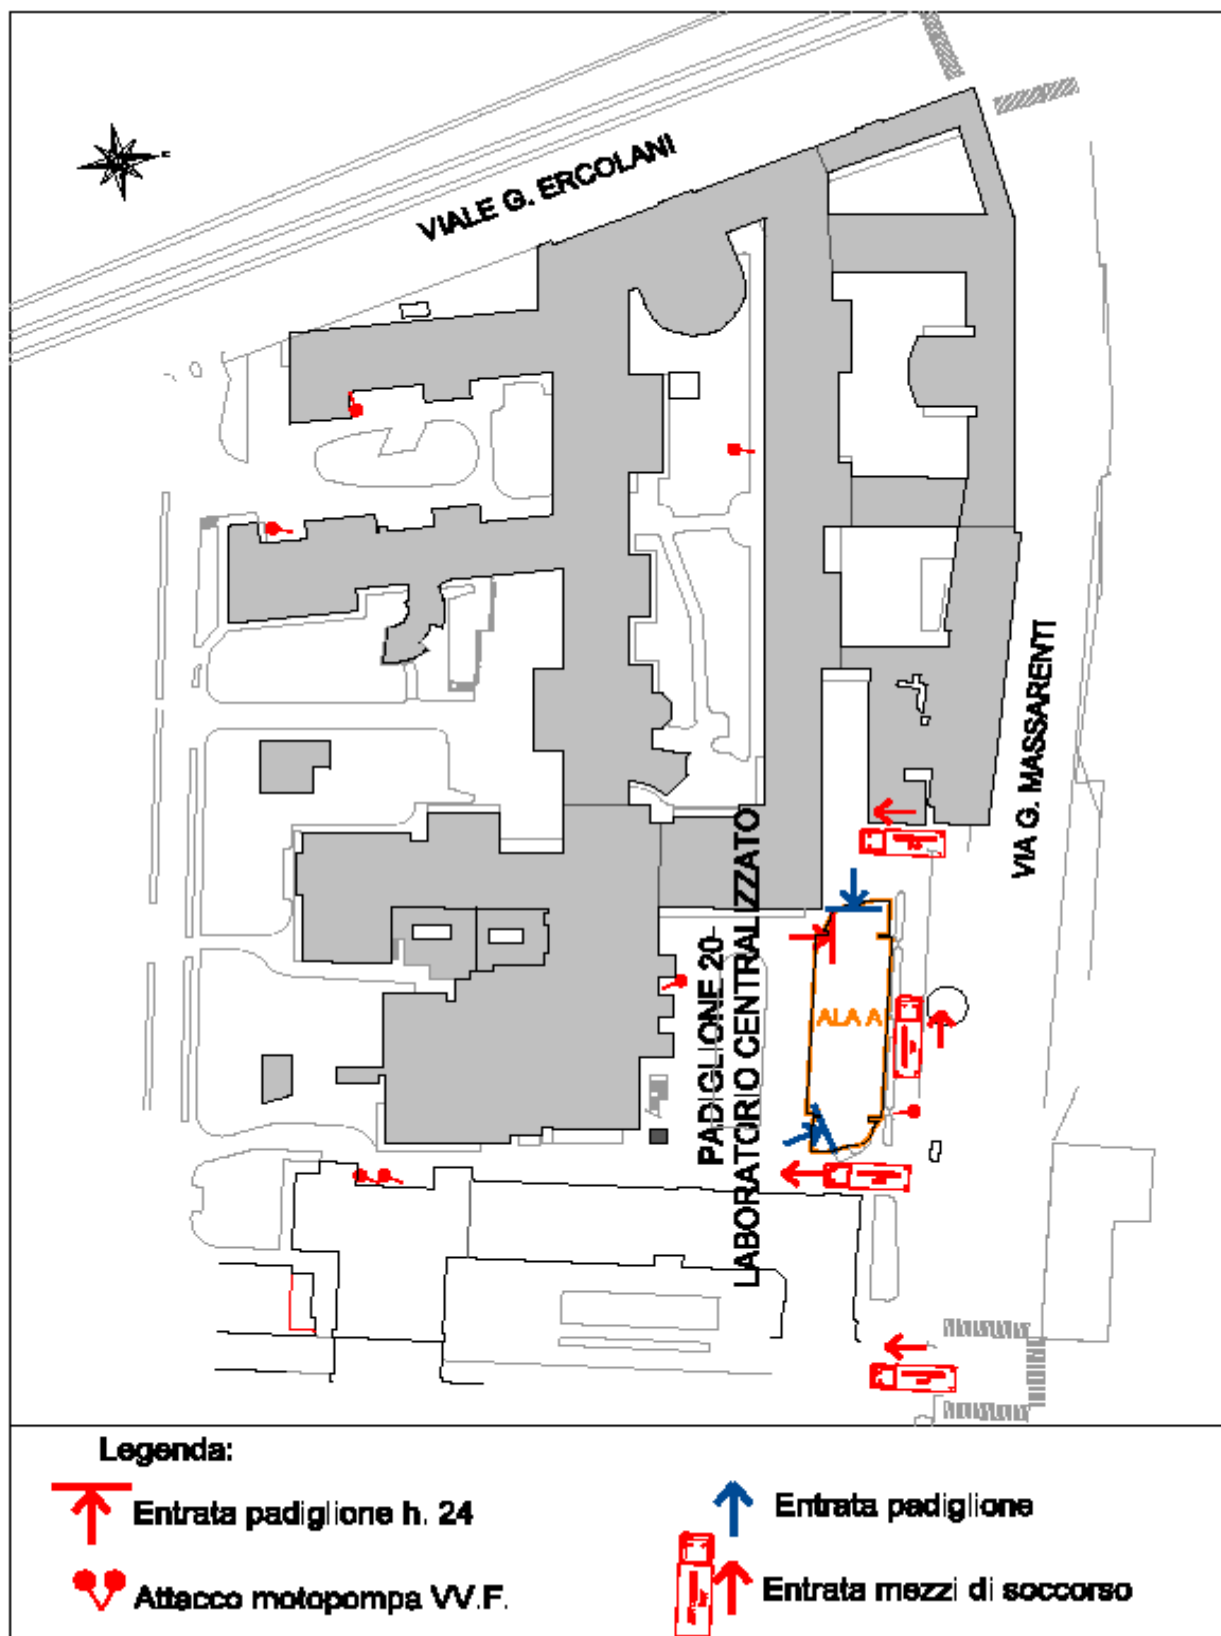 VIALE G. ERCOLANI
VIA G. MASSARENTI
PADIGLIONE 20-
LABORATORIO CENTRALIZZATO
ALA A
Legenda:
Entrata padiglione h. 24
Entrata padiglione
Attacco motopompa VV.F.
Entrata mezzi di soccorso